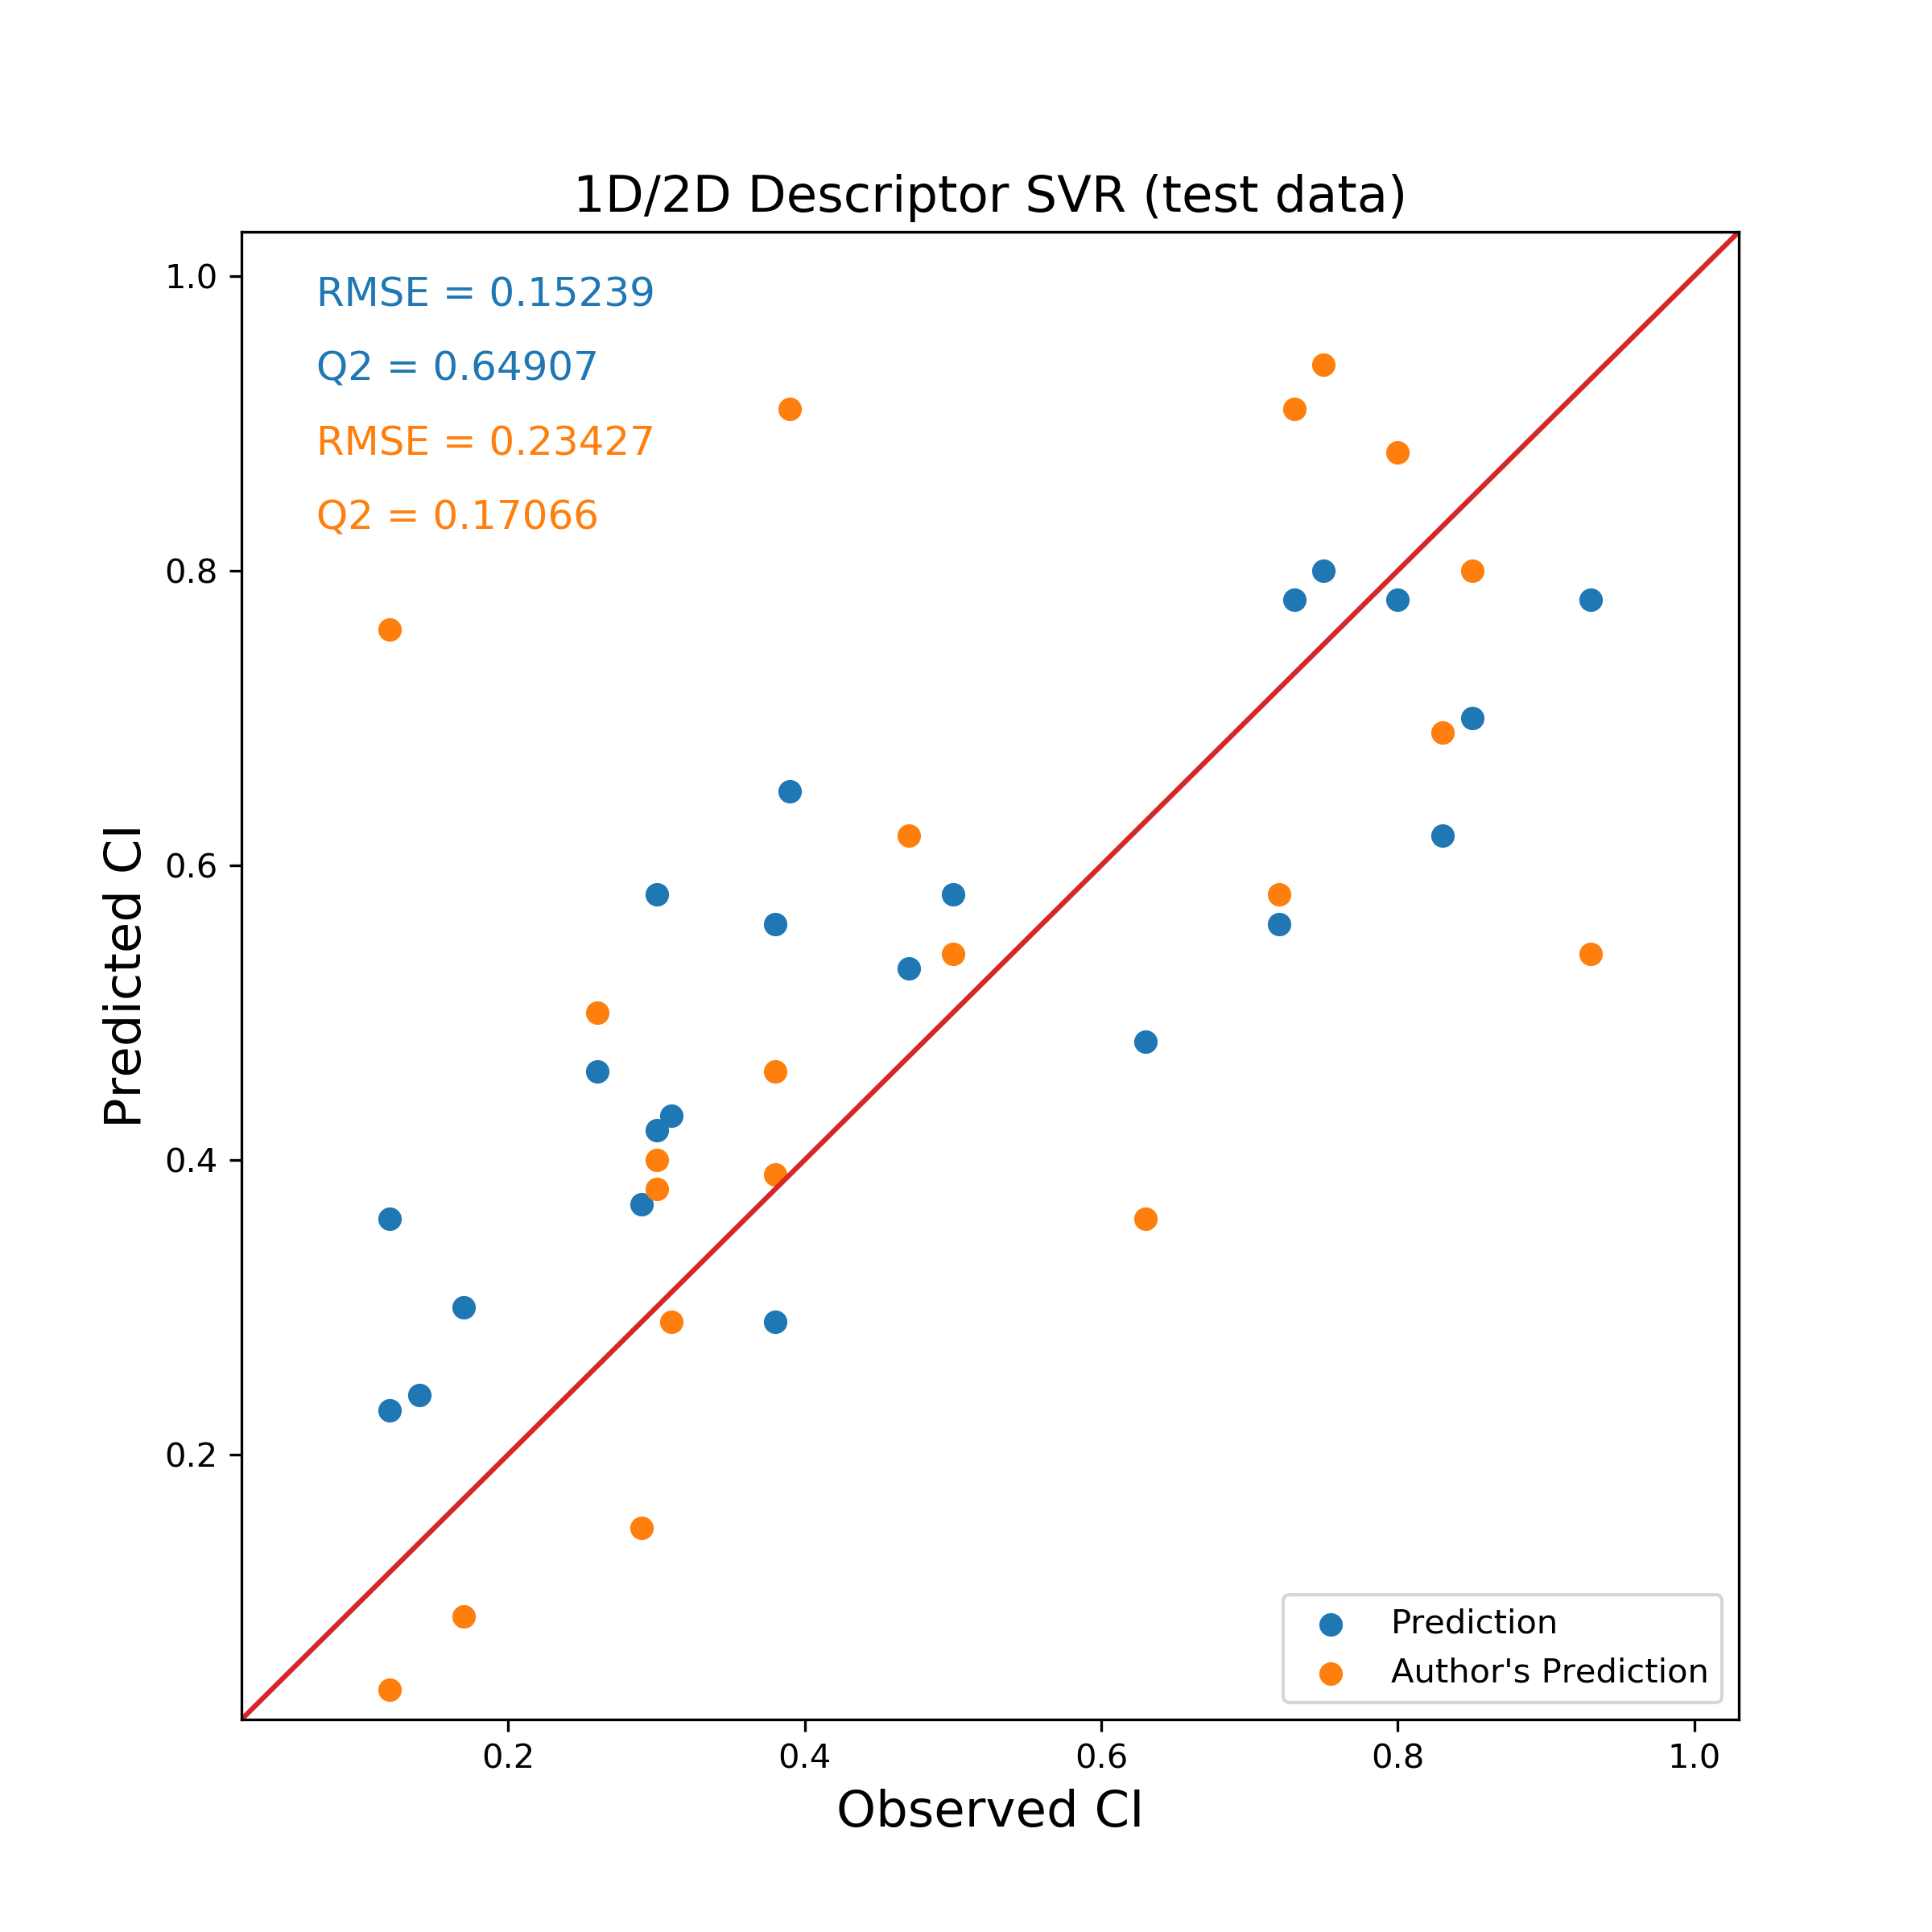 1D/2D Descriptor SVR (test data)
RMSE = 0.15239
Q2 = 0.64907
RMSE = 0.23427
Q2 = 0.17066
1.0
0.8
0.6
0.4
0.2
Predicted CI
Prediction
Author's Prediction
0.2 0.4 0.6 0.8 1.0
Observed CI